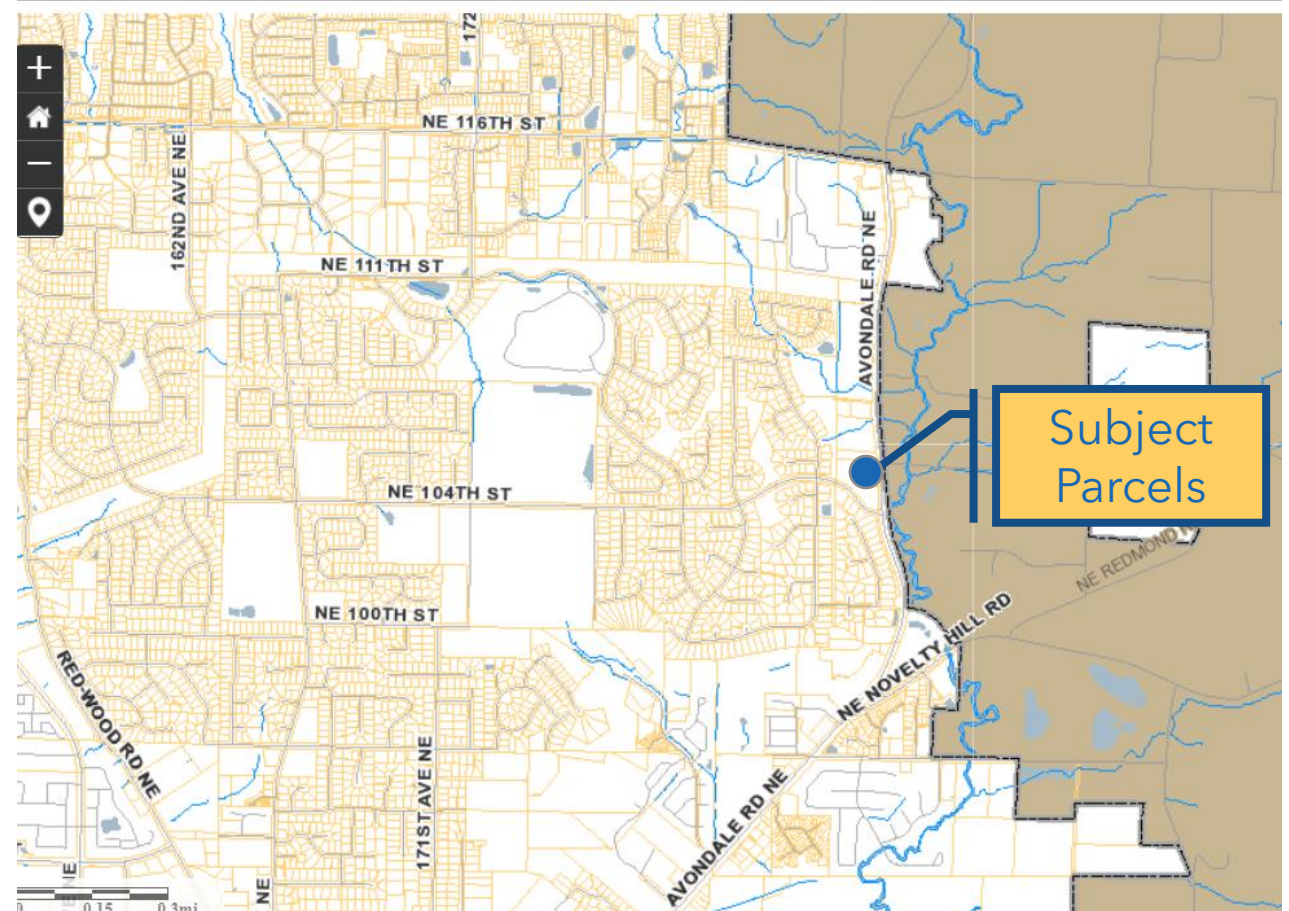 172
NE 116TH ST
162ND AVE NE
AVONDALE RD NE
NE 111TH ST
Subject
Parcels
NE 104TH ST
NE REDMOND
NE 100TH ST
NE NOVELTY HILL RD
RED-WOOD RD NE
171ST AVE NE
AVONDALE RD NE
NE
NE
0.15 0.3mi